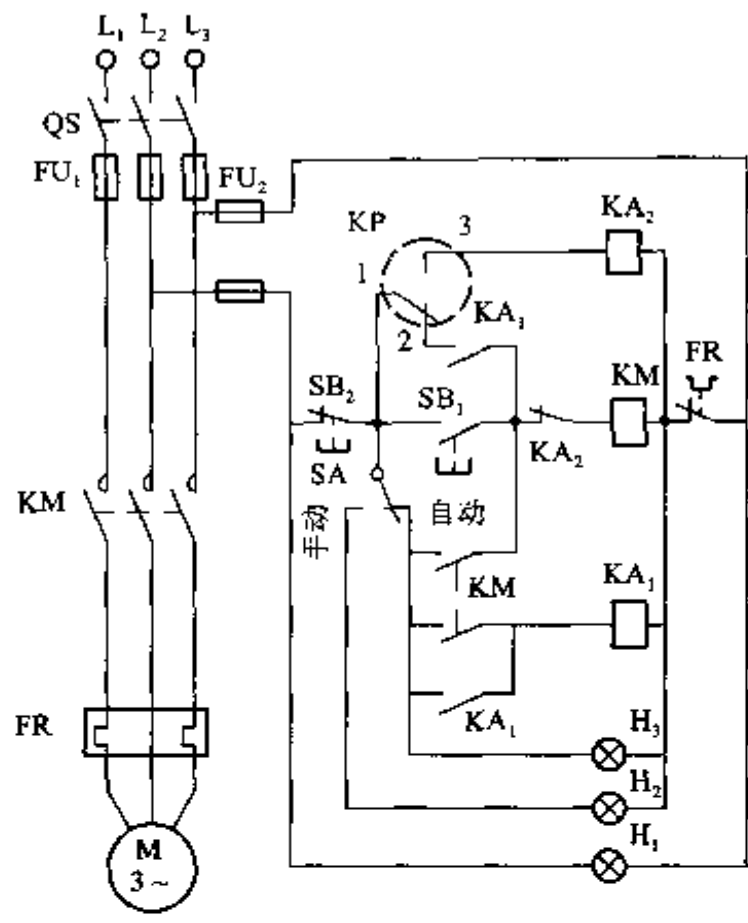 L₁ L₂ L₃
QS
FU₁
FU₂
KP
3
KA₂
1
2
KA₁
FR
SB₂
SB₁
KM
SA
KA₂
KM
手动
自动
KM
KA₁
FR
KA₁
H₃
H₂
H₁
M
3~